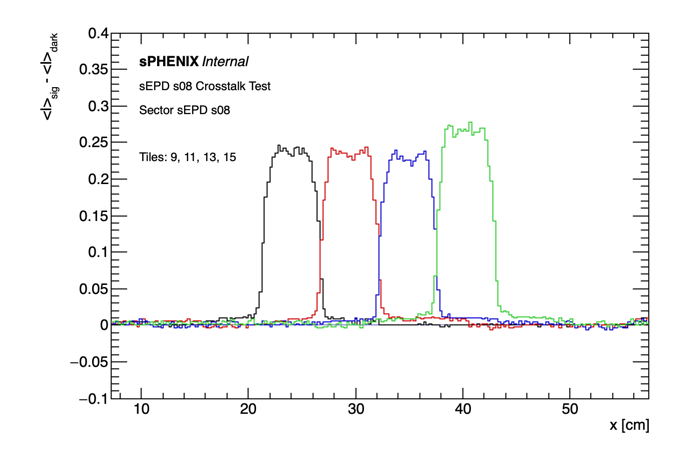 0.4
<I>sig - <I>dark
0.35
sPHENIX Internal
0.3
sEPD s08 Crosstalk Test
Sector sEPD s08
0.25
Tiles: 9, 11, 13, 15
0.2
0.15
0.1
0.05
0
−0.05
−0.1
10 20 30 40 50
x [cm]